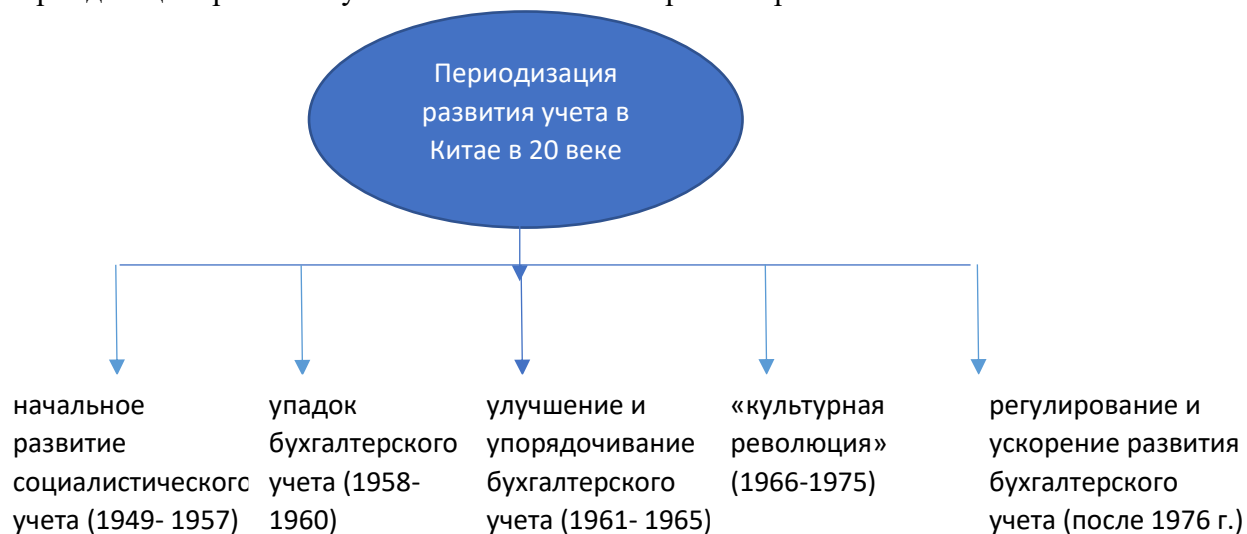 Периодизация
развития учета в
Китае в 20 веке
начальное
развитие
социалистического
учета (1949- 1957)
упадок
бухгалтерского
учета (1958-
1960)
улучшение и
упорядочивание
бухгалтерского
учета (1961- 1965)
«культурная
революция»
(1966-1975)
регулирование и
ускорение развития
бухгалтерского
учета (после 1976 г.)